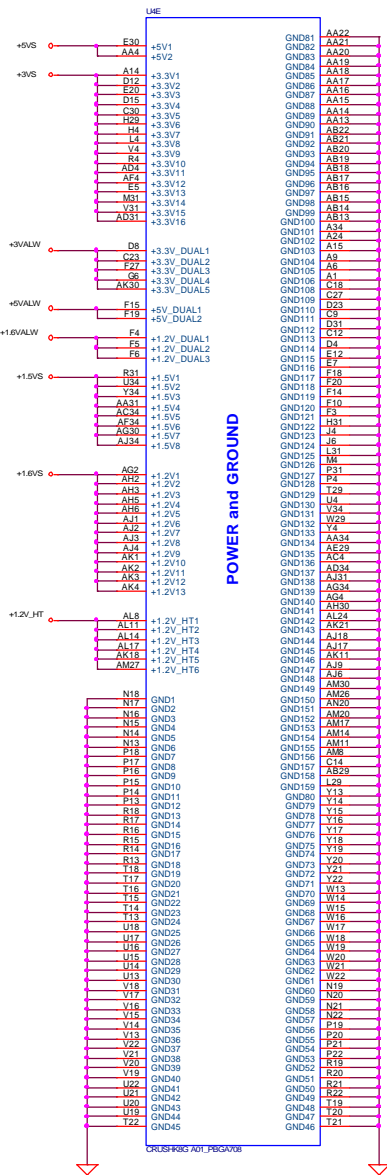 U4E
+5VS
E30 +5V1
AA4 +5V2
+3VS
A14 +3.3V1
D12 +3.3V2
E20 +3.3V3
D15 +3.3V4
C30 +3.3V5
H29 +3.3V6
H4 +3.3V7
L4 +3.3V8
V4 +3.3V9
R4 +3.3V10
AD4 +3.3V11
AF4 +3.3V12
E5 +3.3V13
M31 +3.3V14
V31 +3.3V15
AD31 +3.3V16
+3VALW
D8 +3.3V_DUAL1
C23 +3.3V_DUAL2
F27 +3.3V_DUAL3
G6 +3.3V_DUAL4
AK30 +3.3V_DUAL5
+5VALW
F15 +5V_DUAL1
F19 +5V_DUAL2
+1.6VALW
F4 +1.2V_DUAL1
F5 +1.2V_DUAL2
F6 +1.2V_DUAL3
+1.5VS
R31 +1.5V1
U34 +1.5V2
Y34 +1.5V3
AA31 +1.5V4
AC34 +1.5V5
AF34 +1.5V6
AG30 +1.5V7
AJ34 +1.5V8
+1.6VS
AG2 +1.2V1
AH2 +1.2V2
AH3 +1.2V3
AH5 +1.2V4
AH6 +1.2V5
AJ1 +1.2V6
AJ2 +1.2V7
AJ3 +1.2V8
AJ4 +1.2V9
AK1 +1.2V10
AK2 +1.2V11
AK3 +1.2V12
AK4 +1.2V13
+1.2V_HT
AL8 +1.2V_HT1
AL11 +1.2V_HT2
AL14 +1.2V_HT3
AL17 +1.2V_HT4
AK18 +1.2V_HT5
AM27 +1.2V_HT6
N18 GND1
N17 GND2
N16 GND3
N15 GND4
N14 GND5
N13 GND6
P18 GND7
P17 GND8
P16 GND9
P15 GND10
P14 GND11
P13 GND12
R18 GND13
R17 GND14
R16 GND15
R15 GND16
R14 GND17
R13 GND18
T18 GND19
T17 GND20
T16 GND21
T15 GND22
T14 GND23
T13 GND24
U18 GND25
U17 GND26
U16 GND27
U15 GND28
U14 GND29
U13 GND30
V18 GND31
V17 GND32
V16 GND33
V15 GND34
V14 GND35
V13 GND36
V22 GND37
V21 GND38
V20 GND39
V19 GND40
U22 GND41
U21 GND42
U20 GND43
U19 GND44
T22 GND45
POWER and GROUND
GND81 AA22
GND82 AA21
GND83 AA20
GND84 AA19
GND85 AA18
GND86 AA17
GND87 AA16
GND88 AA15
GND89 AA14
GND90 AA13
GND91 AB22
GND92 AB21
GND93 AB20
GND94 AB19
GND95 AB18
GND96 AB17
GND97 AB16
GND98 AB15
GND99 AB14
GND100 AB13
GND101 A34
GND102 A24
GND103 A15
GND104 A9
GND105 A6
GND106 A1
GND108 C18
GND109 C27
GND110 D23
GND111 C9
GND112 D31
GND113 C12
GND114 D4
GND115 E12
GND116 E7
GND117 F18
GND118 F20
GND119 F14
GND120 F10
GND121 F3
GND122 H31
GND123 J4
GND124 J6
GND125 L31
GND126 M4
GND127 P31
GND128 P4
GND129 T29
GND130 U4
GND131 V34
GND132 W29
GND133 Y4
GND134 AA34
GND135 AE29
GND136 AC4
GND137 AD34
GND138 AJ31
GND139 AG34
GND140 AG4
GND141 AH30
GND142 AL24
GND143 AK21
GND144 AJ18
GND145 AJ17
GND146 AK11
GND147 AJ9
GND148 AJ6
GND149 AM30
GND150 AM26
GND151 AN20
GND152 AM20
GND153 AM17
GND154 AM14
GND155 AM11
GND156 AM8
GND157 C14
GND158 AB29
GND159 L29
GND80 Y13
GND79 Y14
GND78 Y15
GND77 Y16
GND76 Y17
GND75 Y18
GND74 Y19
GND73 Y20
GND72 Y21
GND71 Y22
GND70 W13
GND69 W14
GND68 W15
GND67 W16
GND66 W17
GND65 W18
GND64 W19
GND63 W20
GND62 W21
GND61 W22
GND60 N19
GND59 N20
GND58 N21
GND57 N22
GND56 P19
GND55 P20
GND54 P21
GND53 P22
GND52 R19
GND51 R20
GND50 R21
GND49 R22
GND48 T19
GND47 T20
GND46 T21
CRUSHK8G A01_PBGA708